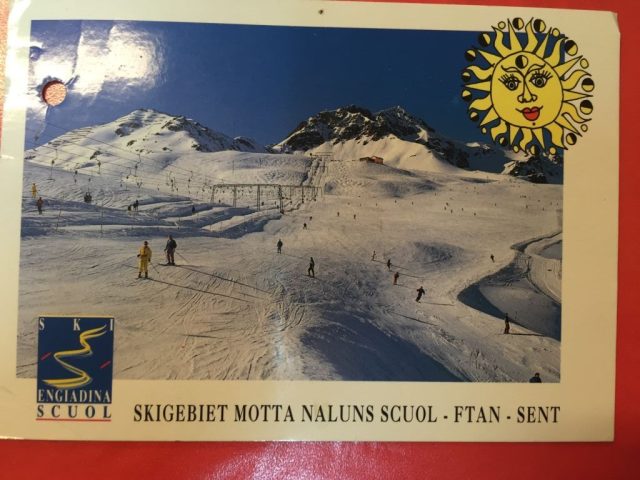 SKI
ENGIADINA
SCUOL
SKIGEBIET MOTTA NALUNS SCUOL - FTAN - SENT